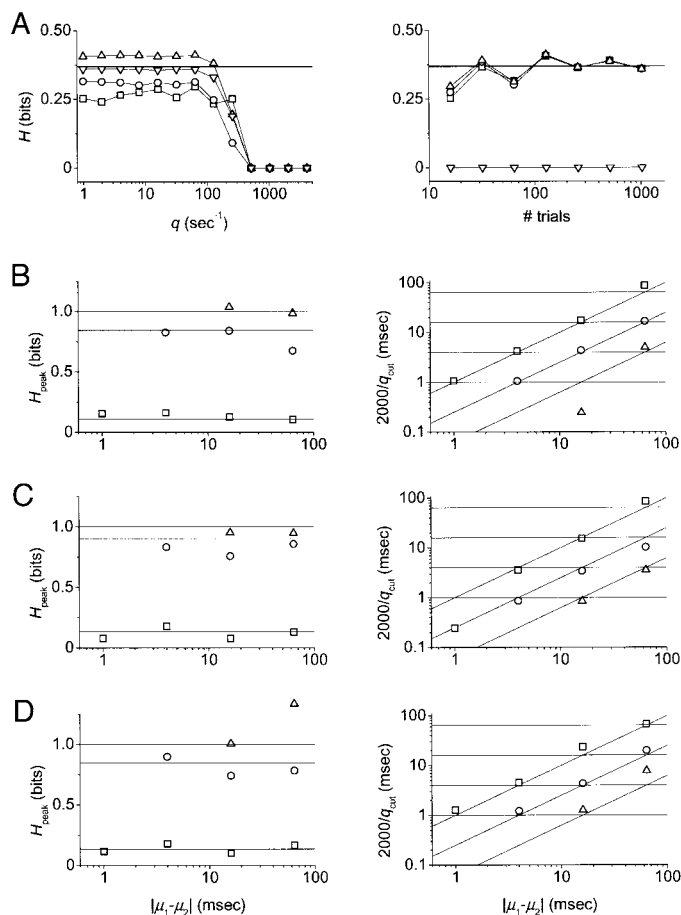 A
0.50
0.25
0
H (bits)
1 10 100 1000
q (sec⁻¹)
0.50
0.25
0
10 100 1000
# trials
B
1.0
0.5
0
H_peak (bits)
1 10 100
100
10
1
0.1
2000/q_cut (msec)
1 10 100
C
1.0
0.5
0
H_peak (bits)
1 10 100
100
10
1
0.1
2000/q_cut (msec)
1 10 100
D
1.0
0.5
0
H_peak (bits)
1 10 100
|μ₁-μ₂| (msec)
100
10
1
0.1
2000/q_cut (msec)
1 10 100
|μ₁-μ₂| (msec)